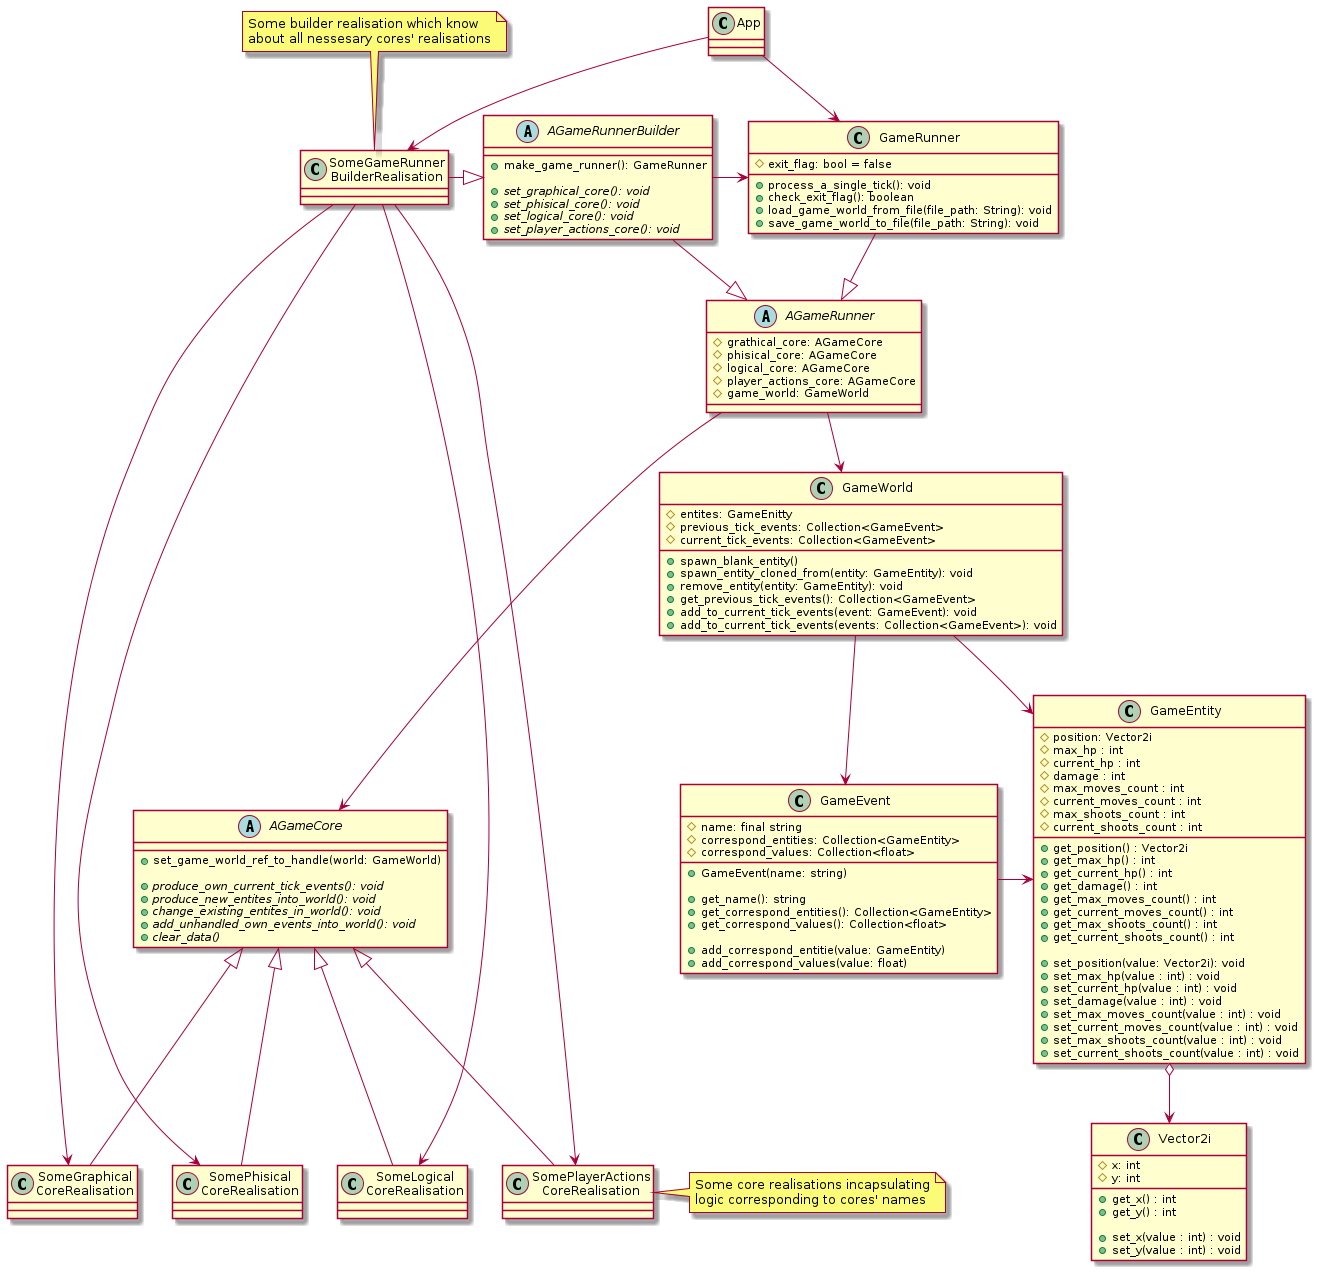 Some builder realisation which know
about all nessesary cores' realisations
C App
C SomeGameRunner
BuilderRealisation
A AGameRunnerBuilder
make_game_runner(): GameRunner
set_graphical_core(): void
set_phisical_core(): void
set_logical_core(): void
set_player_actions_core(): void
C GameRunner
exit_flag: bool = false
process_a_single_tick(): void
check_exit_flag(): boolean
load_game_world_from_file(file_path: String): void
save_game_world_to_file(file_path: String): void
A AGameRunner
grathical_core: AGameCore
phisical_core: AGameCore
logical_core: AGameCore
player_actions_core: AGameCore
game_world: GameWorld
C GameWorld
entites: GameEnitty
previous_tick_events: Collection<GameEvent>
current_tick_events: Collection<GameEvent>
spawn_blank_entity()
spawn_entity_cloned_from(entity: GameEntity): void
remove_entity(entity: GameEntity): void
get_previous_tick_events(): Collection<GameEvent>
add_to_current_tick_events(event: GameEvent): void
add_to_current_tick_events(events: Collection<GameEvent>): void
C GameEntity
position: Vector2i
max_hp : int
current_hp : int
damage : int
max_moves_count : int
current_moves_count : int
max_shoots_count : int
current_shoots_count : int
get_position() : Vector2i
get_max_hp() : int
get_current_hp() : int
get_damage() : int
get_max_moves_count() : int
get_current_moves_count() : int
get_max_shoots_count() : int
get_current_shoots_count() : int
set_position(value: Vector2i): void
set_max_hp(value : int) : void
set_current_hp(value : int) : void
set_damage(value : int) : void
set_max_moves_count(value : int) : void
set_current_moves_count(value : int) : void
set_max_shoots_count(value : int) : void
set_current_shoots_count(value : int) : void
C GameEvent
name: final string
correspond_entities: Collection<GameEntity>
correspond_values: Collection<float>
GameEvent(name: string)
get_name(): string
get_correspond_entities(): Collection<GameEntity>
get_correspond_values(): Collection<float>
add_correspond_entitie(value: GameEntity)
add_correspond_values(value: float)
A AGameCore
set_game_world_ref_to_handle(world: GameWorld)
produce_own_current_tick_events(): void
produce_new_entites_into_world(): void
change_existing_entites_in_world(): void
add_unhandled_own_events_into_world(): void
clear_data()
C SomeGraphical
CoreRealisation
C SomePhisical
CoreRealisation
C SomeLogical
CoreRealisation
C SomePlayerActions
CoreRealisation
Some core realisations incapsulating
logic corresponding to cores' names
C Vector2i
x: int
y: int
get_x() : int
get_y() : int
set_x(value : int) : void
set_y(value : int) : void